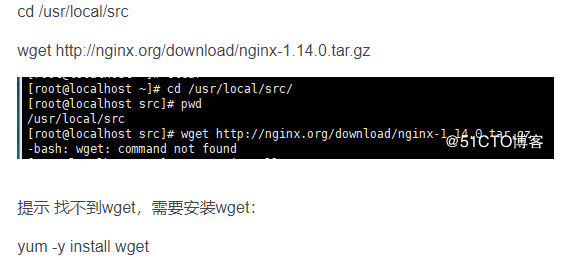 cd /usr/local/src
wget http://nginx.org/download/nginx-1.14.0.tar.gz
[root@localhost ~]# cd /usr/local/src/
[root@localhost src]# pwd
/usr/local/src
[root@localhost src]# wget http://nginx.org/download/nginx-1.14.0.tar.gz
-bash: wget: command not found
@51CTO博客
提示 找不到wget，需要安装wget：
yum -y install wget